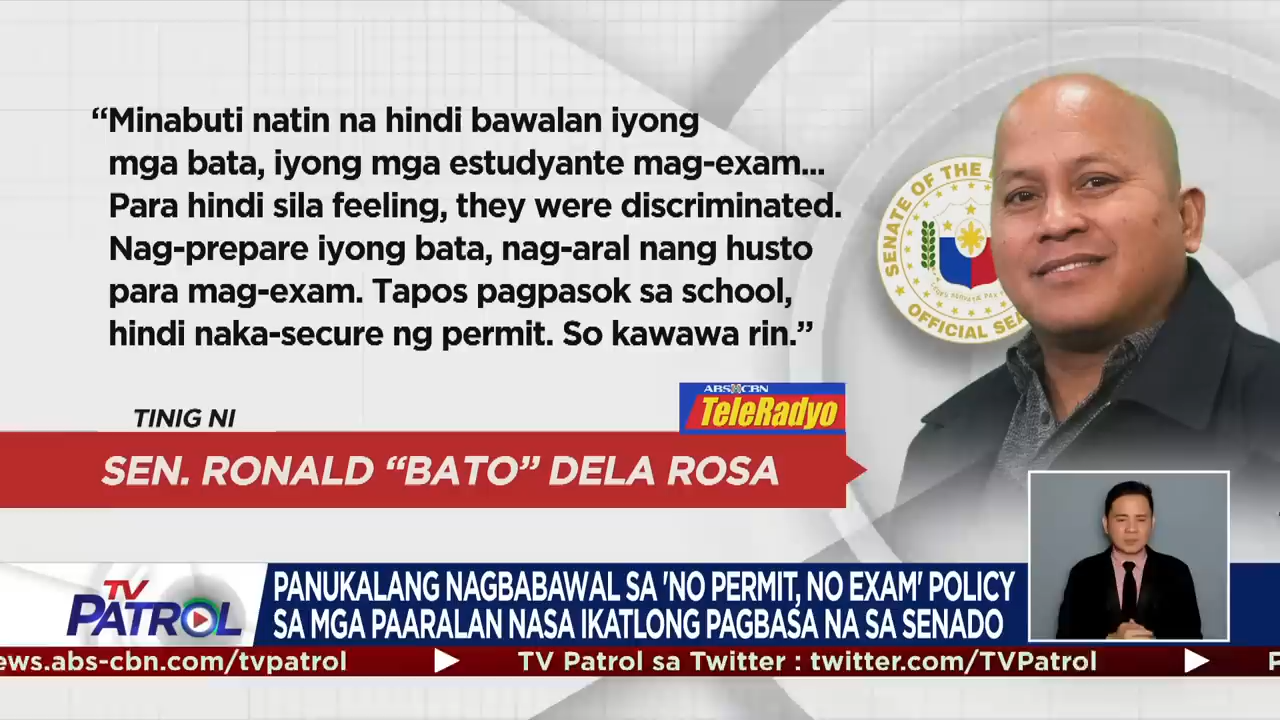 “Minabuti natin na hindi bawalan iyong
mga bata, iyong mga estudyante mag-exam...
Para hindi sila feeling, they were discriminated.
Nag-prepare iyong bata, nag-aral nang husto
para mag-exam. Tapos pagpasok sa school,
hindi naka-secure ng permit. So kawawa rin.”
SENATE OF THE
OFFICIAL SEA
TINIG NI
ABS-CBN
TeleRadyo
SEN. RONALD “BATO” DELA ROSA
TV
PATROL
PANUKALANG NAGBABAWAL SA 'NO PERMIT, NO EXAM' POLICY
SA MGA PAARALAN NASA IKATLONG PAGBASA NA SA SENADO
ews.abs-cbn.com/tvpatrol TV Patrol sa Twitter : twitter.com/TVPatrol